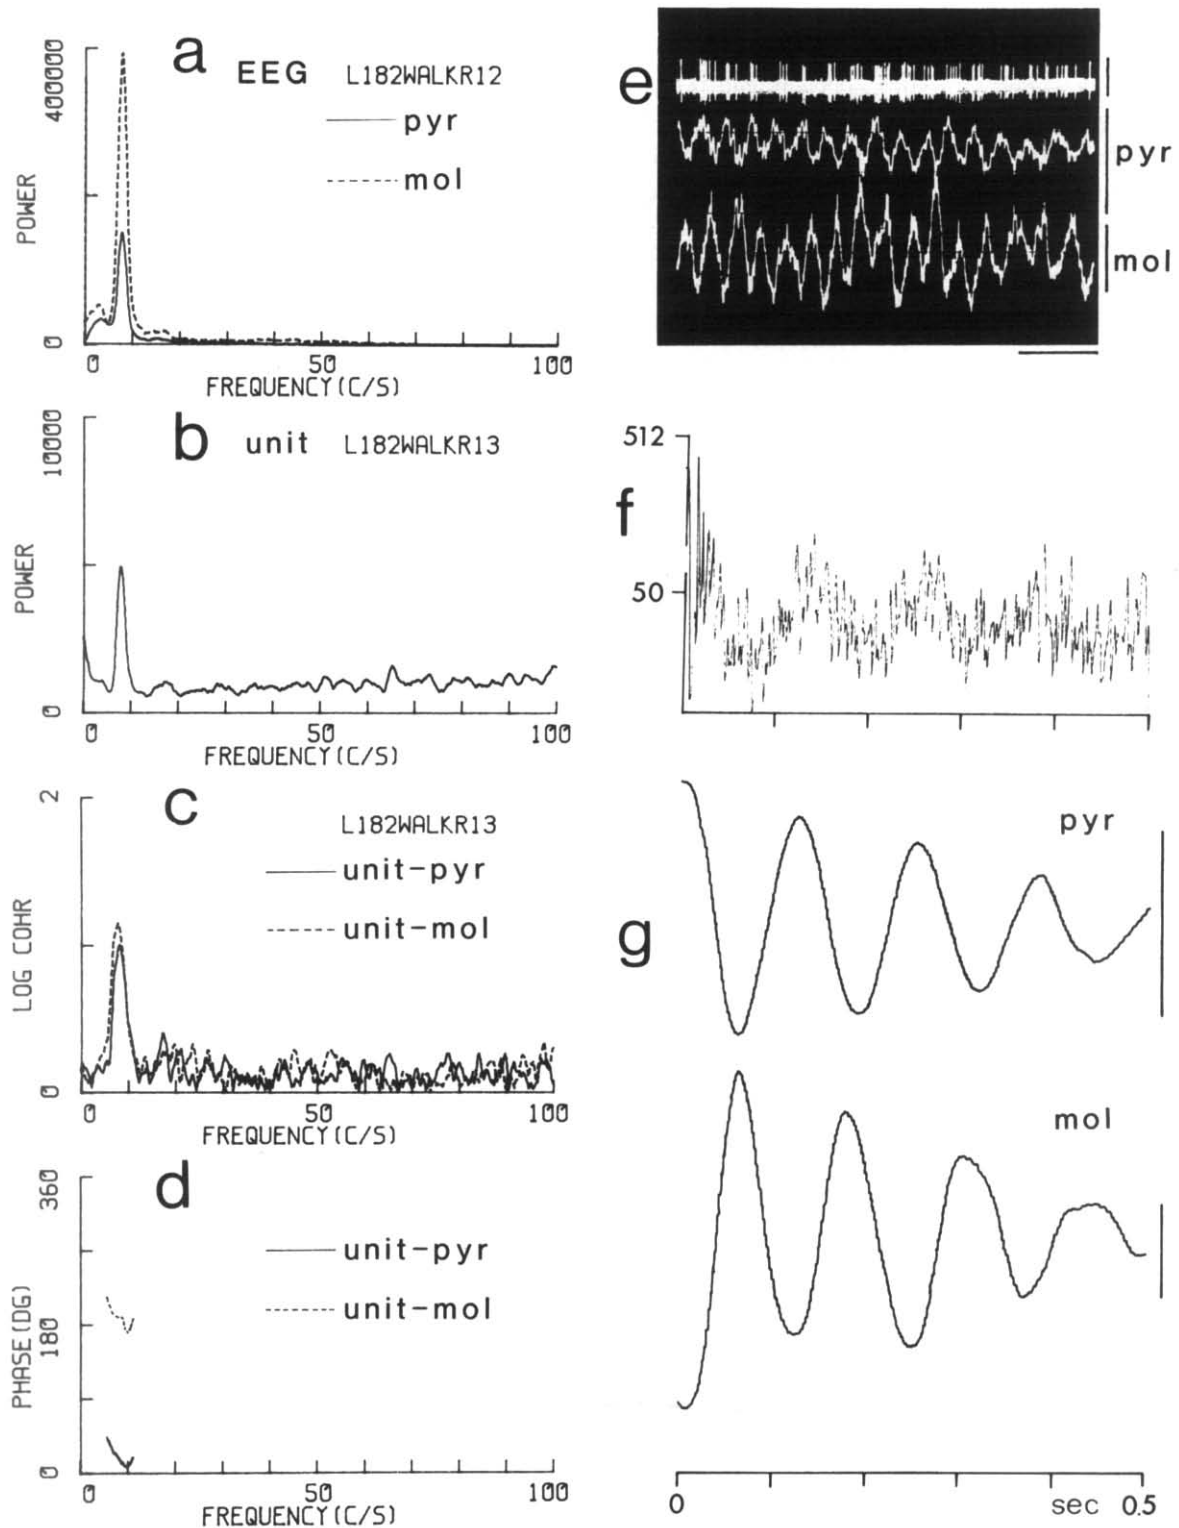 a EEG L182WALKR12
pyr
mol
400000
POWER
0
0 50 100
FREQUENCY(C/S)
b unit L182WALKR13
10000
POWER
0
0 50 100
FREQUENCY(C/S)
c
L182WALKR13
unit-pyr
unit-mol
2
LOG COHR
0
0 50 100
FREQUENCY(C/S)
d
unit-pyr
unit-mol
360
180
PHASE(DG)
0
0 50 100
FREQUENCY(C/S)
e
pyr
mol
512
f
50
pyr
g
mol
0 sec 0.5